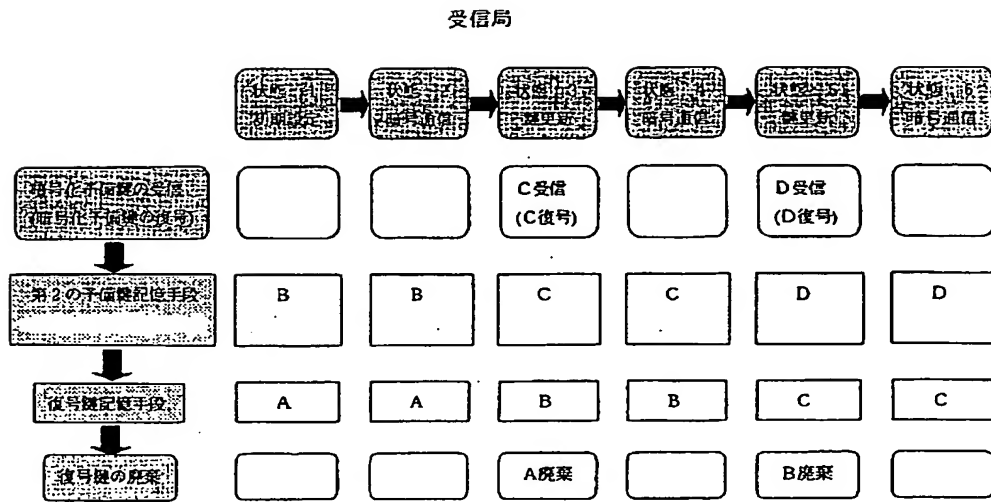 受信局
状態 1
初期設定
状態 2
暗号通信
状態 3
鍵更新
状態 4
暗号通信
状態 5
鍵更新
状態 6
暗号通信
暗号化予備鍵の受信
(暗号化予備鍵の復号)
C受信
(C復号)
D受信
(D復号)
第2の予備鍵記憶手段
B
B
C
C
D
D
復号鍵記憶手段
A
A
B
B
C
C
復号鍵の廃棄
A廃棄
B廃棄